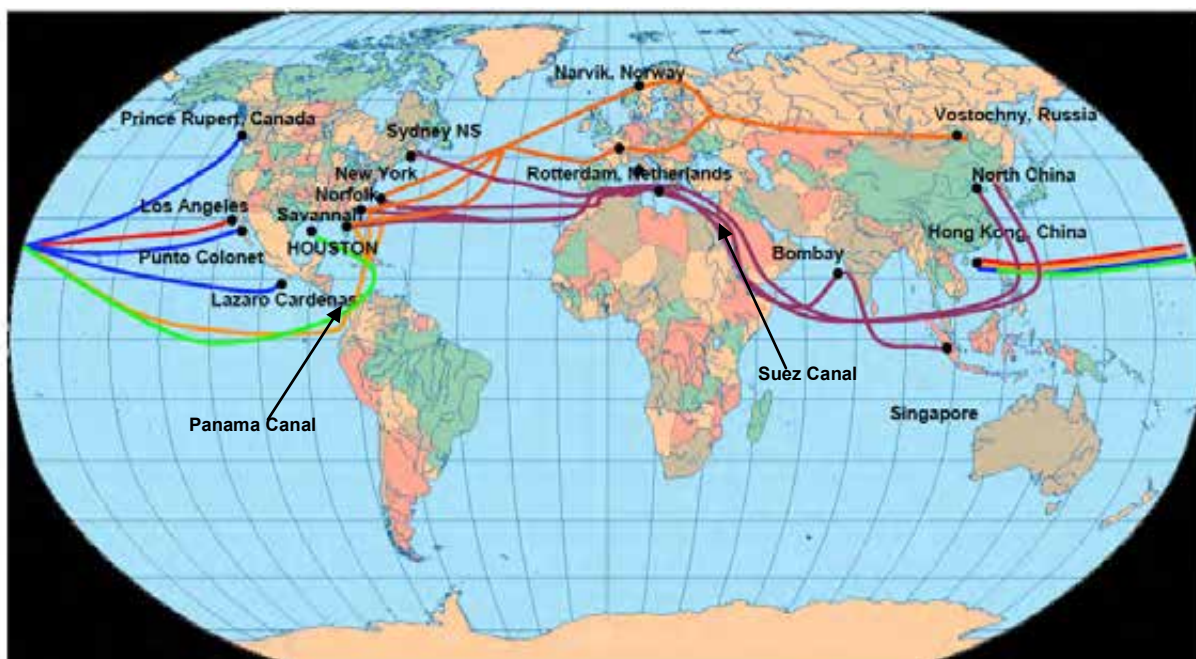 Narvik, Norway
Prince Rupert, Canada
Vostochny, Russia
Sydney NS
New York
Rotterdam, Netherlands
North China
Norfolk
Los Angeles
Savannah
HOUSTON
Hong Kong, China
Punto Colonet
Bombay
Lazaro Cardenas
Suez Canal
Panama Canal
Singapore